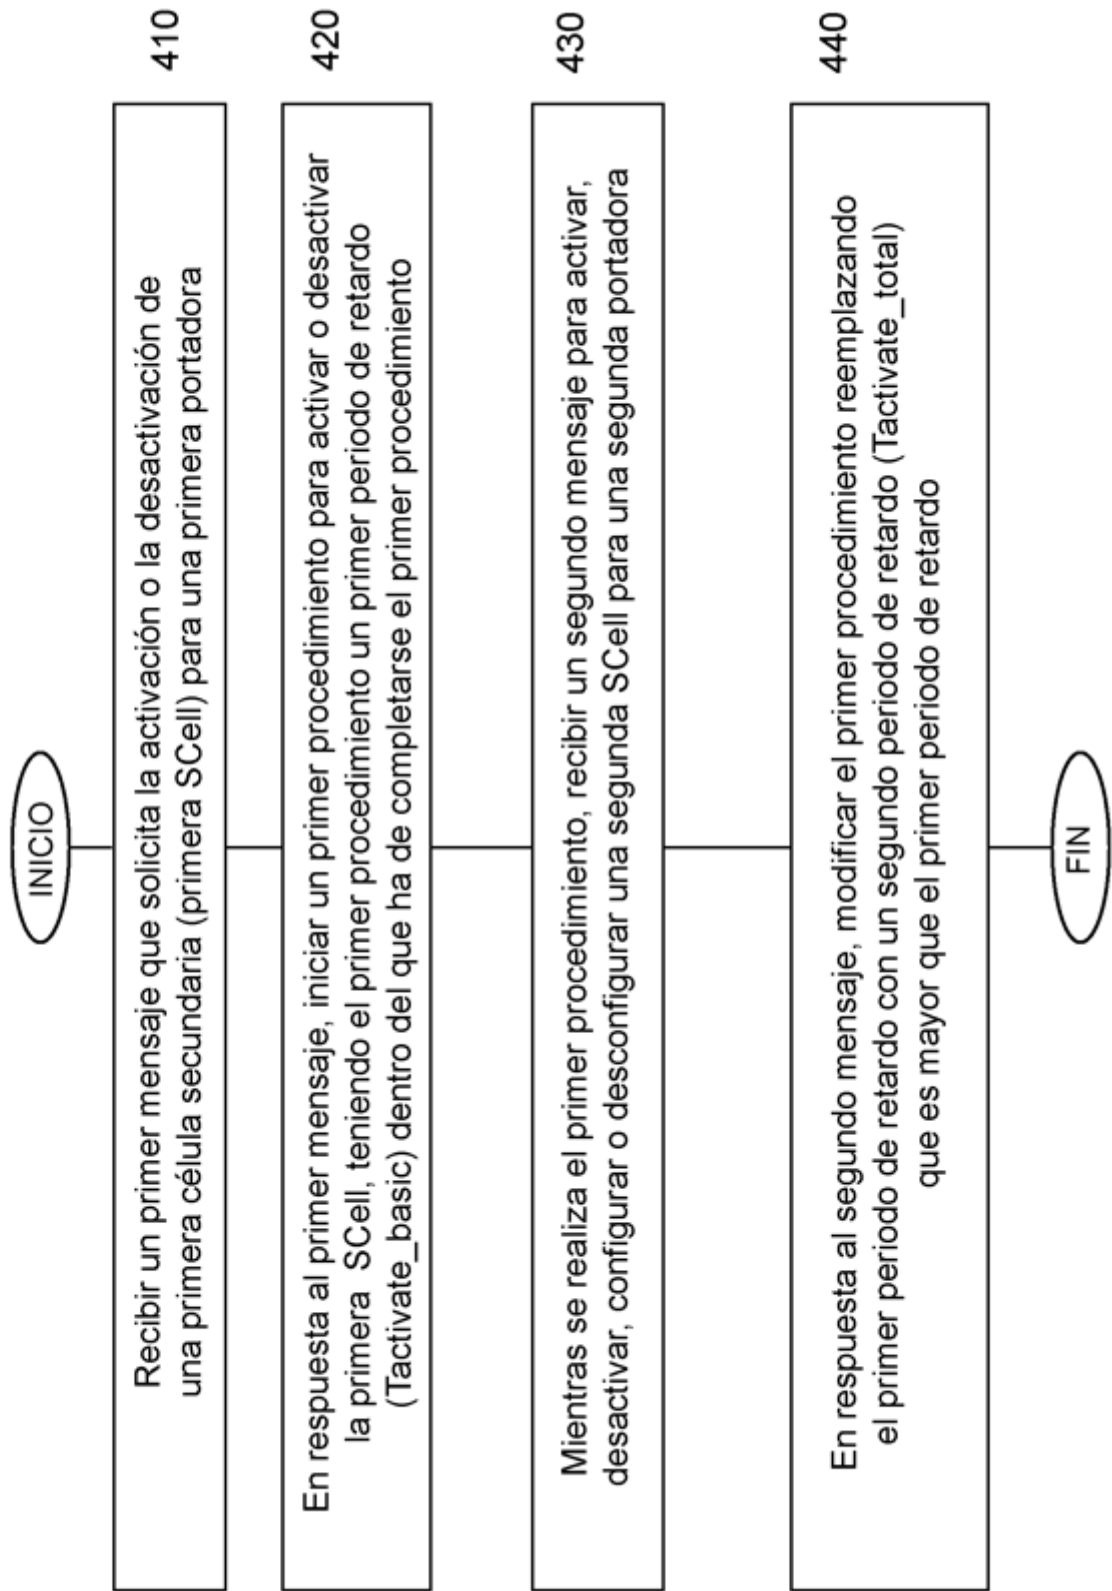 INICIO
410
Recibir un primer mensaje que solicita la activación o la desactivación de
una primera célula secundaria (primera SCell) para una primera portadora
420
En respuesta al primer mensaje, iniciar un primer procedimiento para activar o desactivar
la primera SCell, teniendo el primer procedimiento un primer periodo de retardo
(Tactivate_basic) dentro del que ha de completarse el primer procedimiento
430
Mientras se realiza el primer procedimiento, recibir un segundo mensaje para activar,
desactivar, configurar o desconfigurar una segunda SCell para una segunda portadora
440
En respuesta al segundo mensaje, modificar el primer procedimiento reemplazando
el primer periodo de retardo con un segundo periodo de retardo (Tactivate_total)
que es mayor que el primer periodo de retardo
FIN